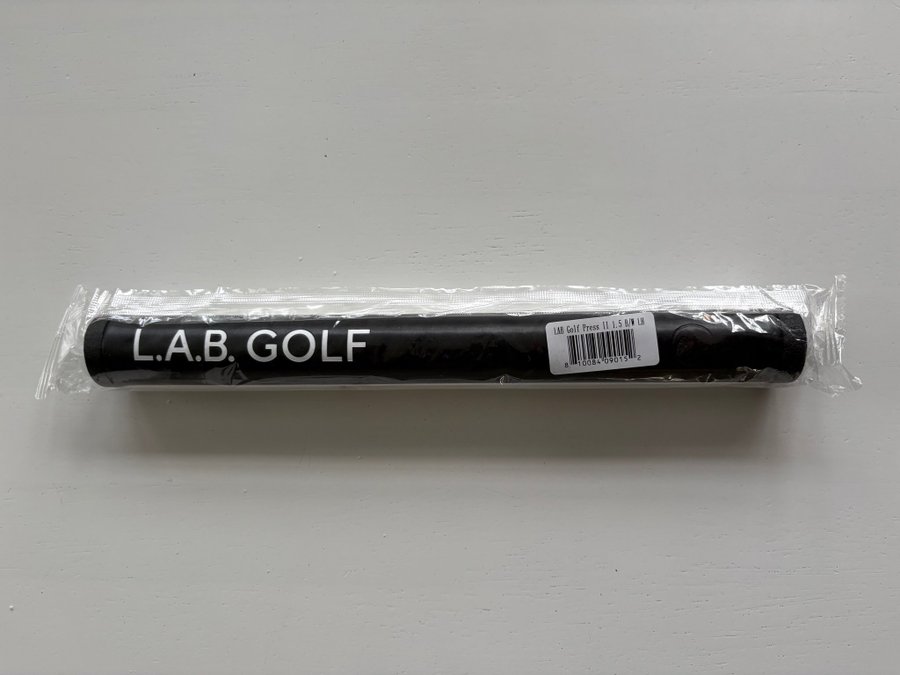 L.A.B. GOLF
LAB Golf Press II 1.5 B/W LH
8 10084 09015 2